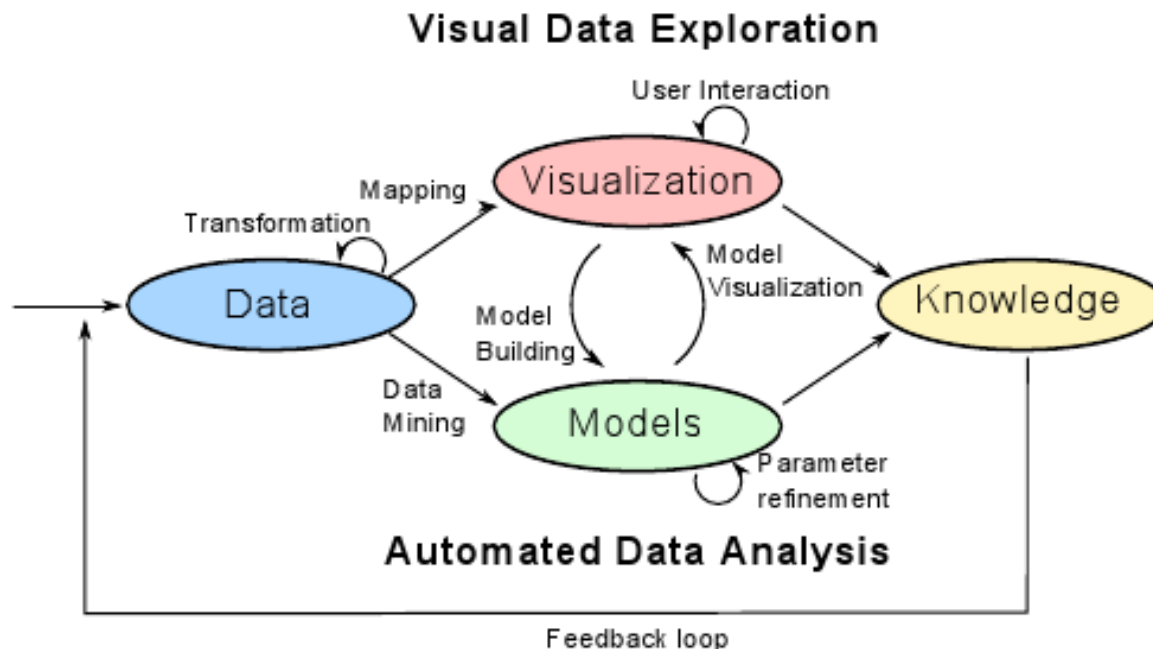 Visual Data Exploration
User Interaction
Visualization
Mapping
Transformation
Data
Model
Visualization
Knowledge
Model
Building
Data
Mining
Models
Parameter
refinement
Automated Data Analysis
Feedback loop